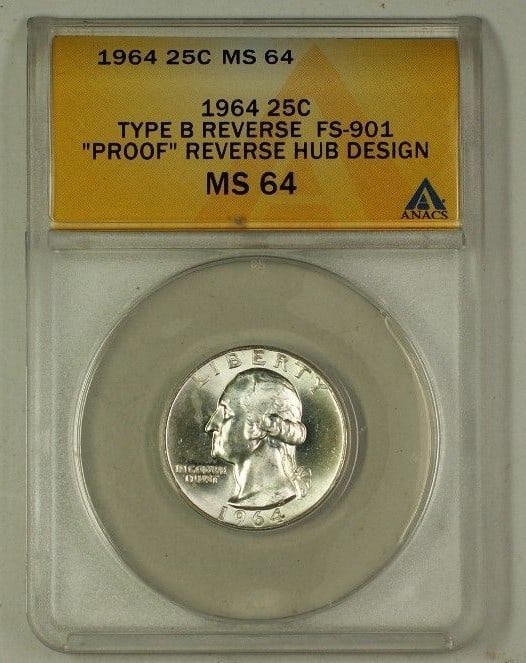 1964 25C MS 64
1964 25C
TYPE B REVERSE FS-901
"PROOF" REVERSE HUB DESIGN
MS 64
ANACS
LIBERTY
IN GOD WE
TRUST
1964